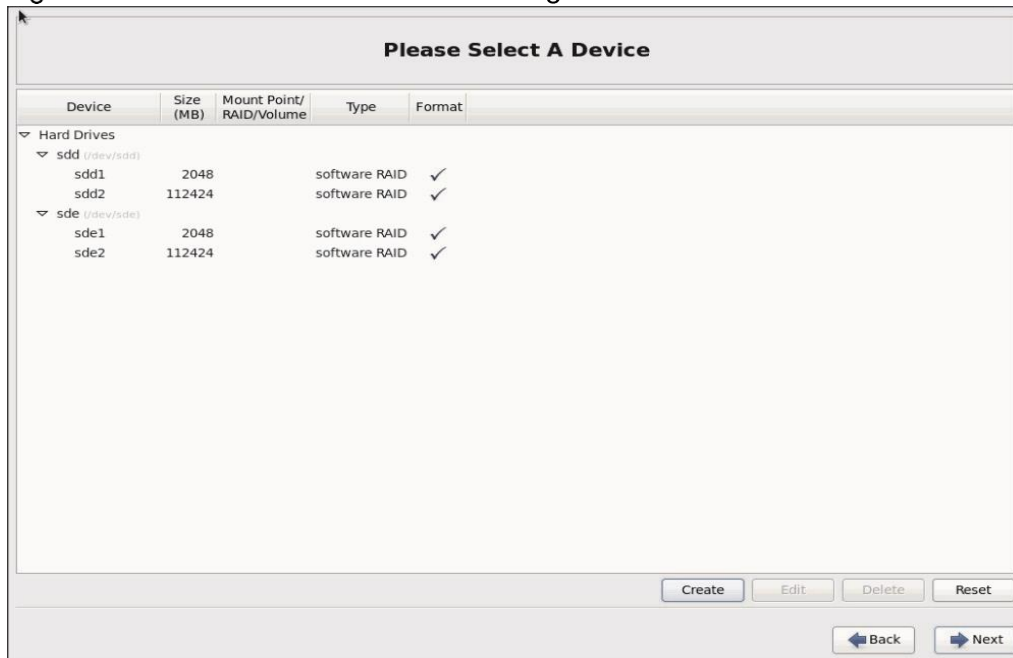 Please Select A Device
Device Size (MB) Mount Point/ RAID/Volume Type Format
Hard Drives
sdd (/dev/sdd)
sdd1 2048 software RAID ✓
sdd2 112424 software RAID ✓
sde (/dev/sde)
sde1 2048 software RAID ✓
sde2 112424 software RAID ✓
Create Edit Delete Reset
Back Next